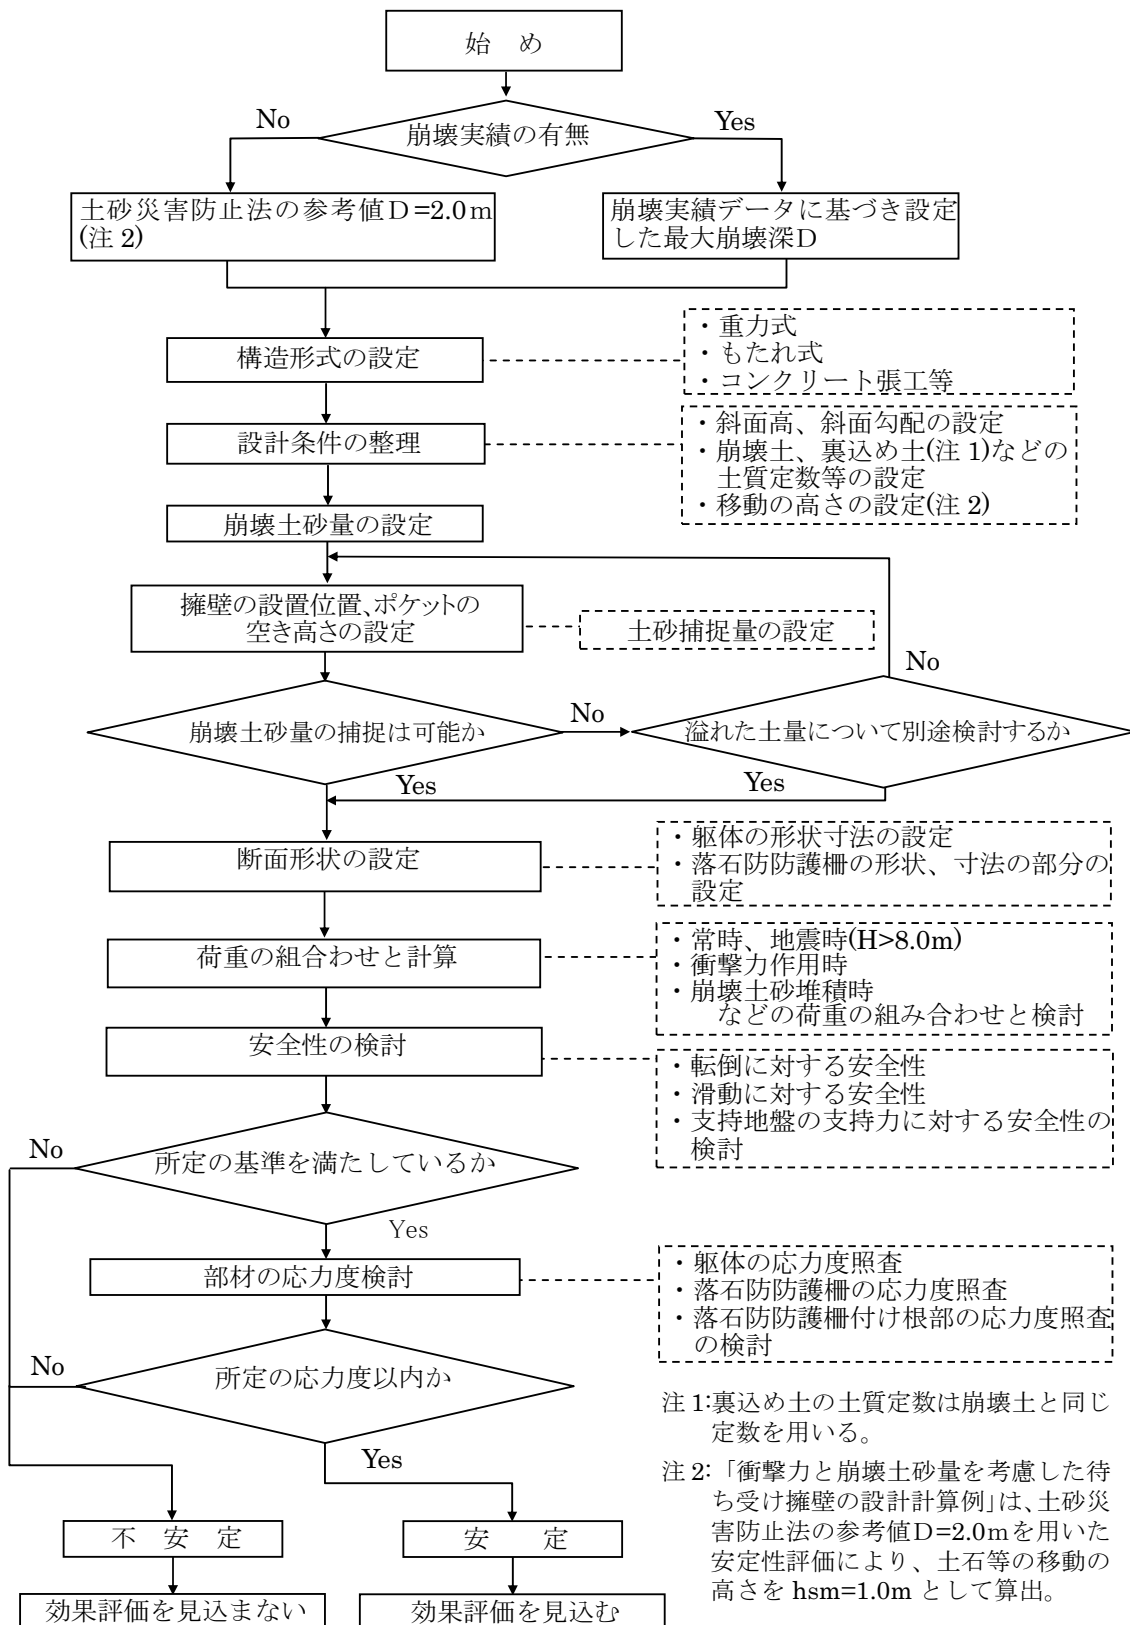 始　め
崩壊実績の有無
No
Yes
土砂災害防止法の参考値D=2.0m
(注 2)
崩壊実績データに基づき設定
した最大崩壊深D
構造形式の設定
・重力式
・もたれ式
・コンクリート張工等
設計条件の整理
・斜面高、斜面勾配の設定
・崩壊土、裏込め土(注 1)などの
土質定数等の設定
・移動の高さの設定(注 2)
崩壊土砂量の設定
擁壁の設置位置、ポケットの
空き高さの設定
土砂捕捉量の設定
No
崩壊土砂量の捕捉は可能か
No
溢れた土量について別途検討するか
Yes
Yes
断面形状の設定
・躯体の形状寸法の設定
・落石防防護柵の形状、寸法の部分の
設定
荷重の組合わせと計算
・常時、地震時(H>8.0m)
・衝撃力作用時
・崩壊土砂堆積時
などの荷重の組み合わせと検討
安全性の検討
・転倒に対する安全性
・滑動に対する安全性
・支持地盤の支持力に対する安全性の
検討
No
所定の基準を満たしているか
Yes
部材の応力度検討
・躯体の応力度照査
・落石防防護柵の応力度照査
・落石防防護柵付け根部の応力度照査
の検討
No
所定の応力度以内か
Yes
不　安　定
安　　定
効果評価を見込まない
効果評価を見込む
注 1:裏込め土の土質定数は崩壊土と同じ
定数を用いる。
注 2:「衝撃力と崩壊土砂量を考慮した待
ち受け擁壁の設計計算例」は、土砂災
害防止法の参考値D=2.0mを用いた
安定性評価により、土石等の移動の
高さを hsm=1.0m として算出。